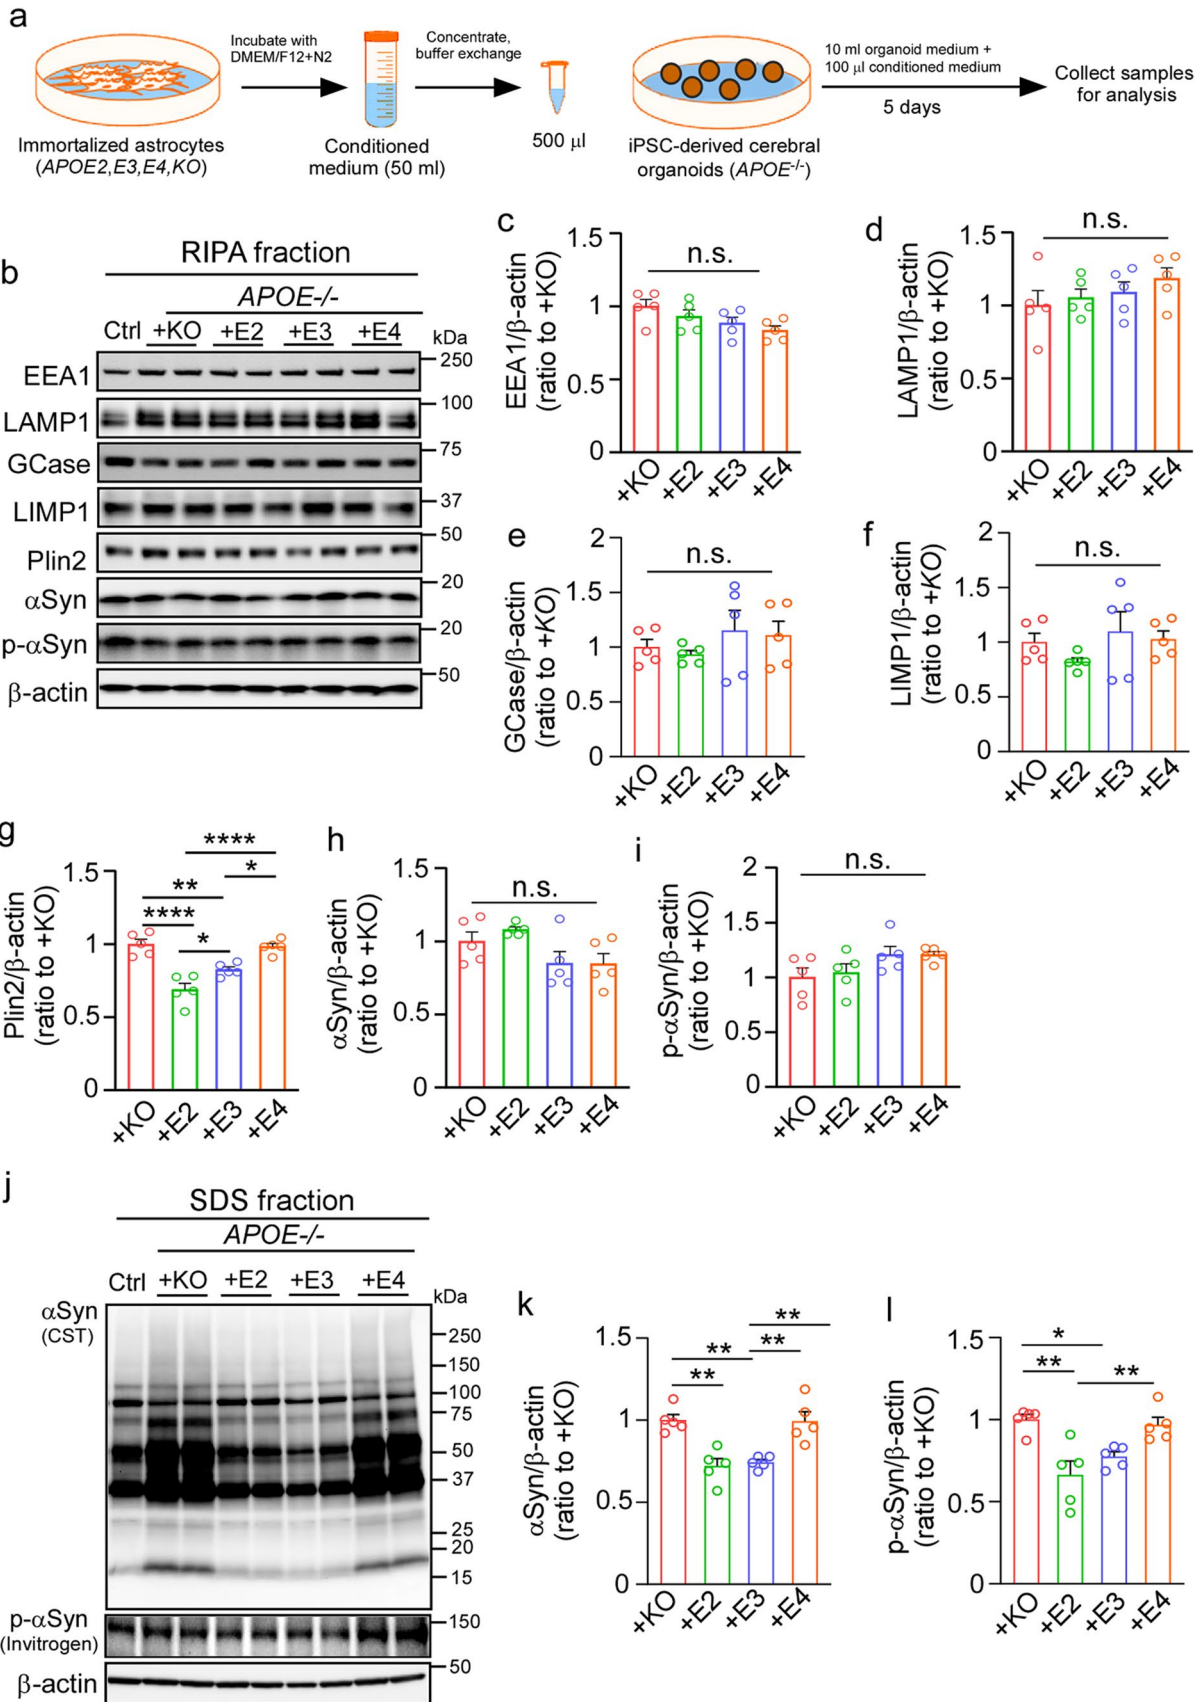 a
Incubate with
DMEM/F12+N2
Concentrate,
buffer exchange
10 ml organoid medium +
100 µl conditioned medium
5 days
Collect samples
for analysis
Immortalized astrocytes
(APOE2,E3,E4,KO)
Conditioned
medium (50 ml)
500 µl
iPSC-derived cerebral
organoids (APOE-/-)
b
RIPA fraction
APOE-/-
Ctrl +KO +E2 +E3 +E4 kDa
EEA1 250
LAMP1 100
GCase 75
LIMP1 37
Plin2 50
αSyn 20
p-αSyn 20
β-actin 50
c
EEA1/β-actin
(ratio to +KO)
1.5
1
0.5
0
n.s.
+KO +E2 +E3 +E4
d
LAMP1/β-actin
(ratio to +KO)
1.5
1
0.5
0
n.s.
+KO +E2 +E3 +E4
e
GCase/β-actin
(ratio to +KO)
2
1.5
1
0.5
0
n.s.
+KO +E2 +E3 +E4
f
LIMP1/β-actin
(ratio to +KO)
2
1.5
1
0.5
0
n.s.
+KO +E2 +E3 +E4
g
Plin2/β-actin
(ratio to +KO)
1.5
1
0.5
0
****
*
**
****
*
+KO +E2 +E3 +E4
h
αSyn/β-actin
(ratio to +KO)
1.5
1
0.5
0
n.s.
+KO +E2 +E3 +E4
i
p-αSyn/β-actin
(ratio to +KO)
2
1.5
1
0.5
0
n.s.
+KO +E2 +E3 +E4
j
SDS fraction
APOE-/-
Ctrl +KO +E2 +E3 +E4
kDa
αSyn
(CST)
250
150
100
75
50
37
25
20
15
p-αSyn
(Invitrogen)
150
β-actin
50
k
αSyn/β-actin
(ratio to +KO)
1.5
1
0.5
0
**
**
**
**
+KO +E2 +E3 +E4
l
p-αSyn/β-actin
(ratio to +KO)
1.5
1
0.5
0
*
**
**
+KO +E2 +E3 +E4